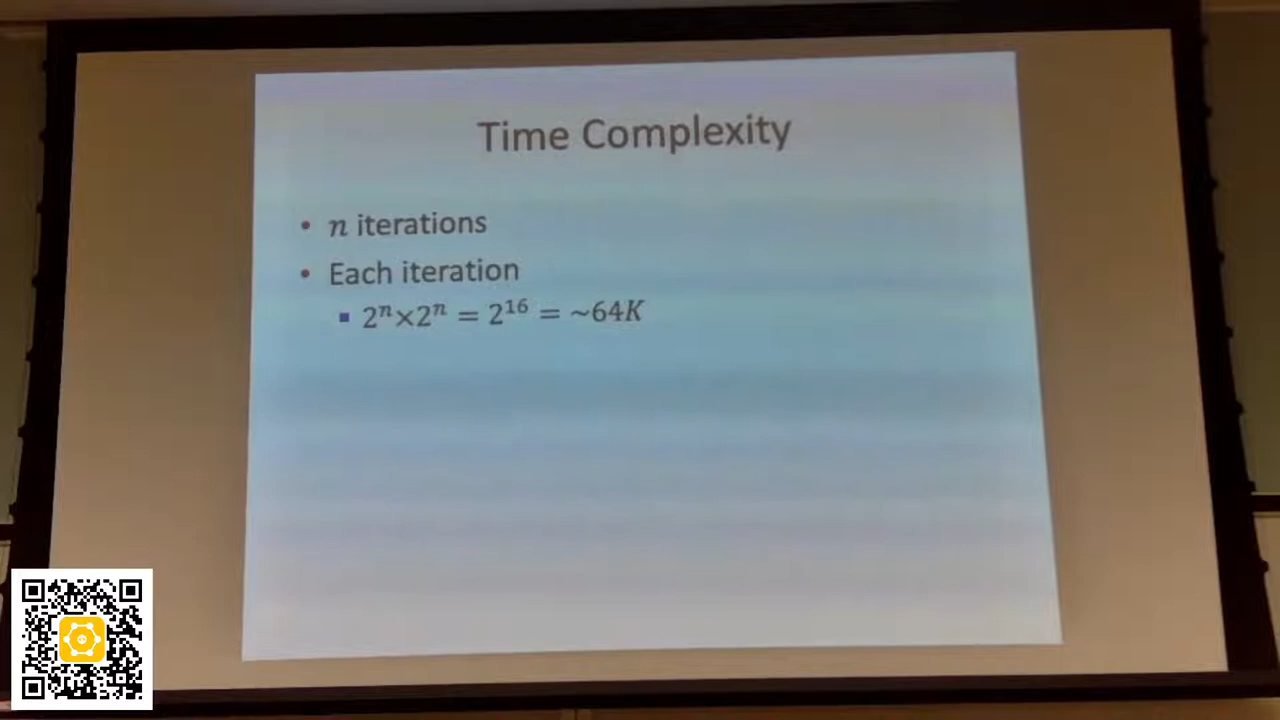 Time Complexity
• n iterations
• Each iteration
▪ 2ⁿ×2ⁿ = 2¹⁶ = ~64K